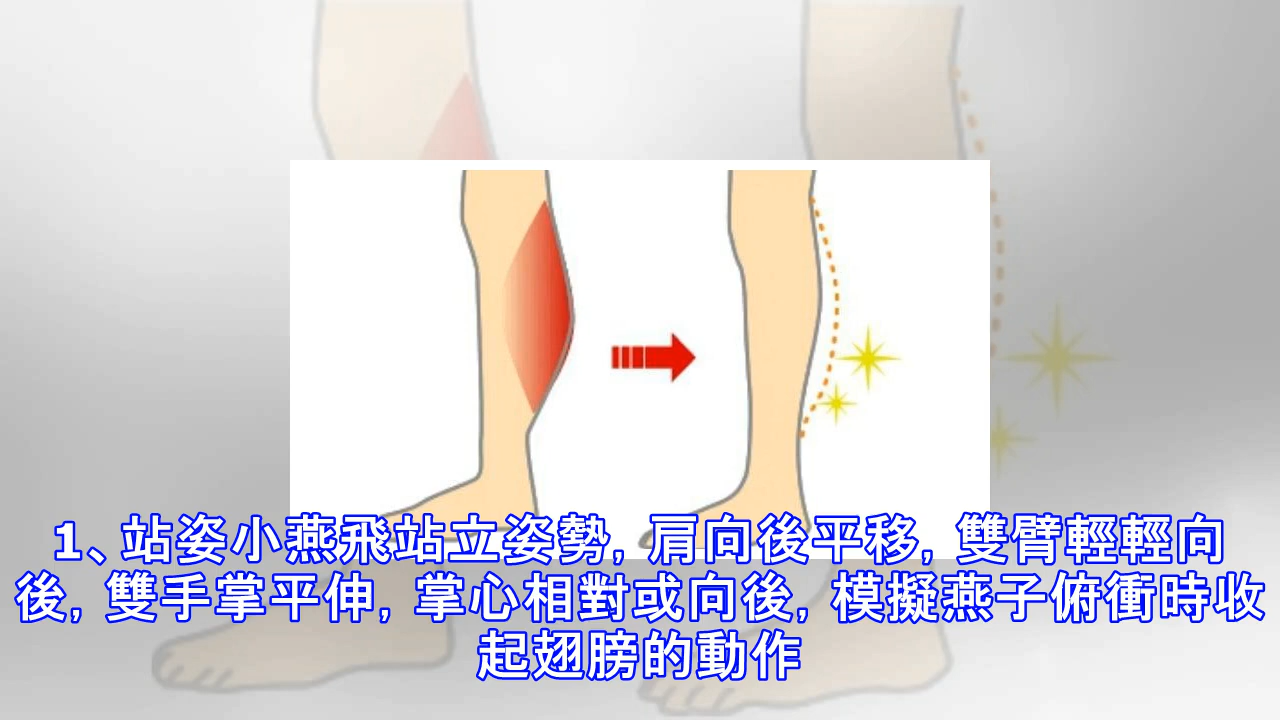 1、站姿小燕飛站立姿勢, 肩向後平移, 雙臂輕輕向
後, 雙手掌平伸, 掌心相對或向後, 模擬燕子俯衝時收
起翅膀的動作